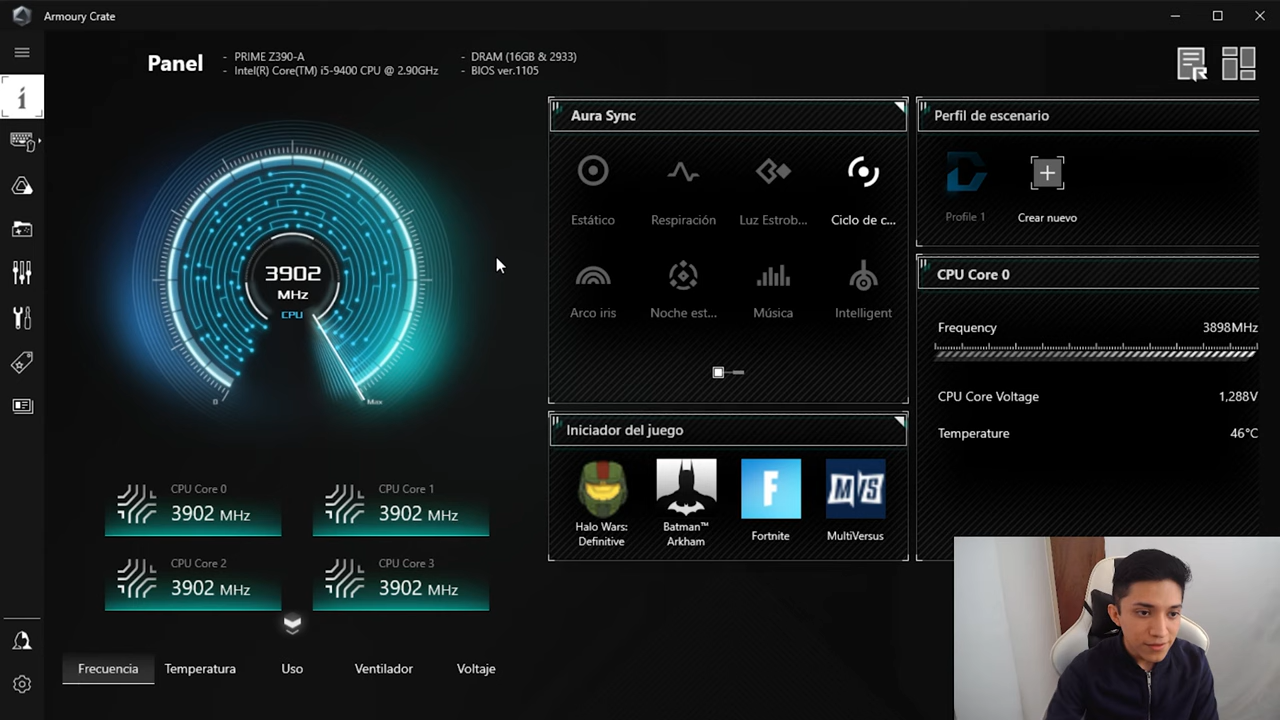 Armoury Crate
Panel
- PRIME Z390-A
- Intel(R) Core(TM) i5-9400 CPU @ 2.90GHz
- DRAM (16GB & 2933)
- BIOS ver.1105
3902
MHz
CPU
0
Max
CPU Core 0
3902 MHz
CPU Core 1
3902 MHz
CPU Core 2
3902 MHz
CPU Core 3
3902 MHz
Frecuencia
Temperatura
Uso
Ventilador
Voltaje
Aura Sync
Estático
Respiración
Luz Estrob...
Ciclo de c...
Arco iris
Noche est...
Música
Intelligent
Iniciador del juego
Halo Wars:
Definitive
Batman™
Arkham
F
Fortnite
M/S
MultiVersus
Perfil de escenario
Profile 1
Crear nuevo
CPU Core 0
Frequency 3898MHz
CPU Core Voltage 1,288V
Temperature 46°C